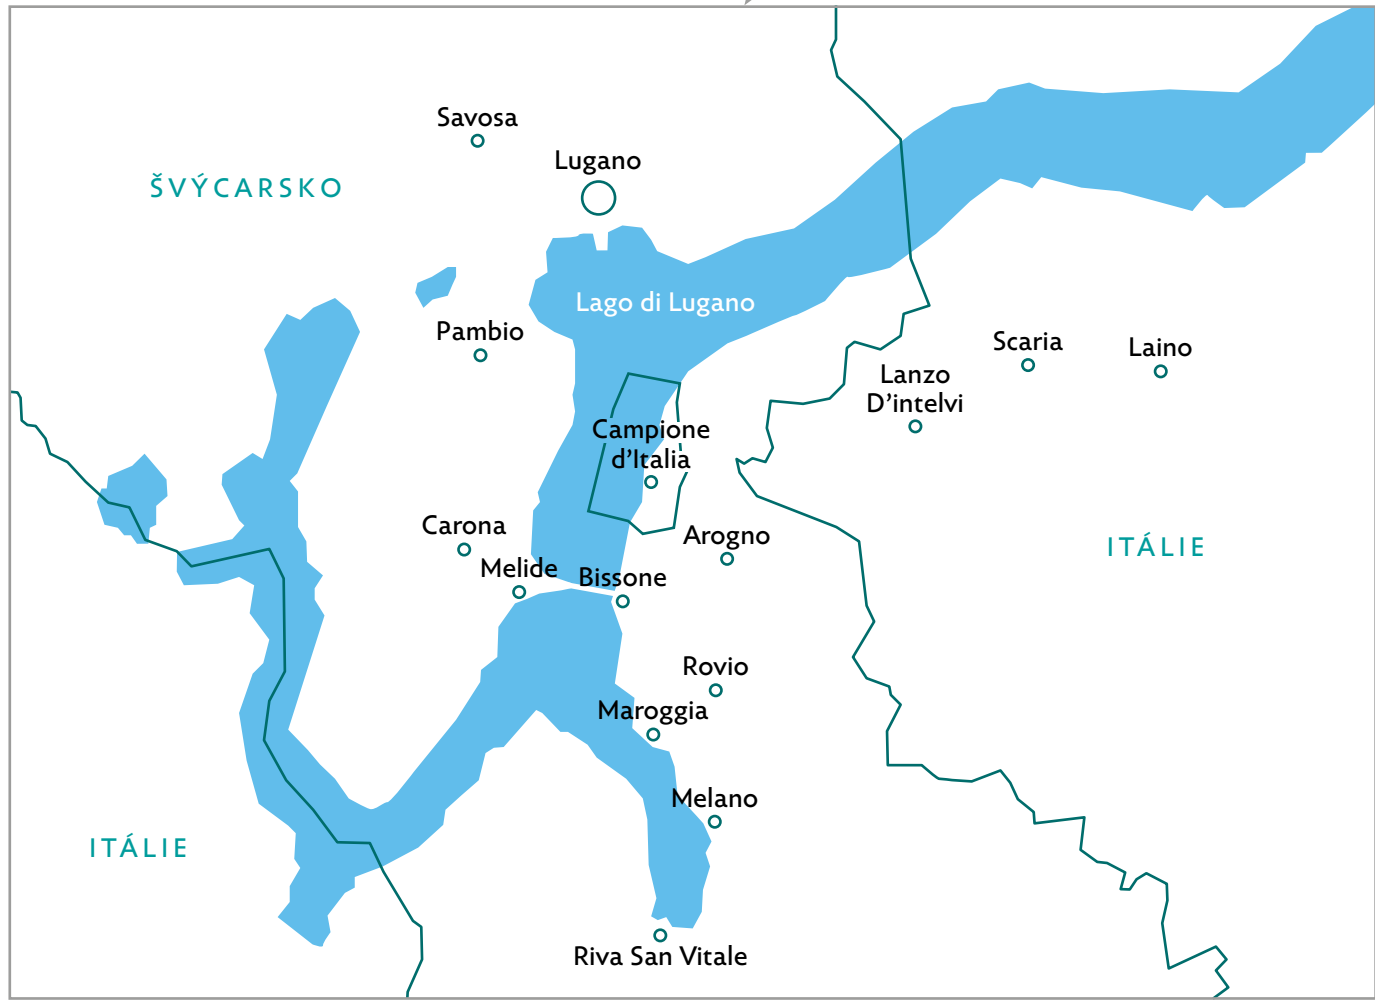 Savosa
Lugano
ŠVÝCARSKO
Lago di Lugano
Pambio
Scaria
Laino
Lanzo
D’intelvi
Campione
d’Italia
Carona
Arogno
ITÁLIE
Melide
Bissone
Rovio
Maroggia
Melano
ITÁLIE
Riva San Vitale